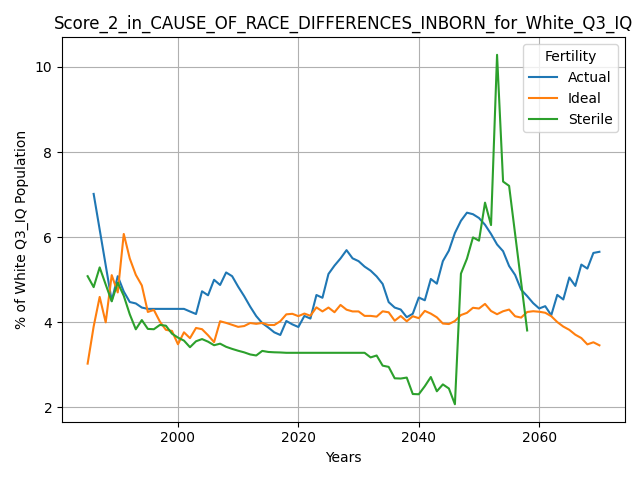 Score_2_in_CAUSE_OF_RACE_DIFFERENCES_INBORN_for_White_Q3_IQ
Fertility
Actual
Ideal
Sterile
% of White Q3_IQ Population
10
8
6
4
2
2000 2020 2040 2060
Years